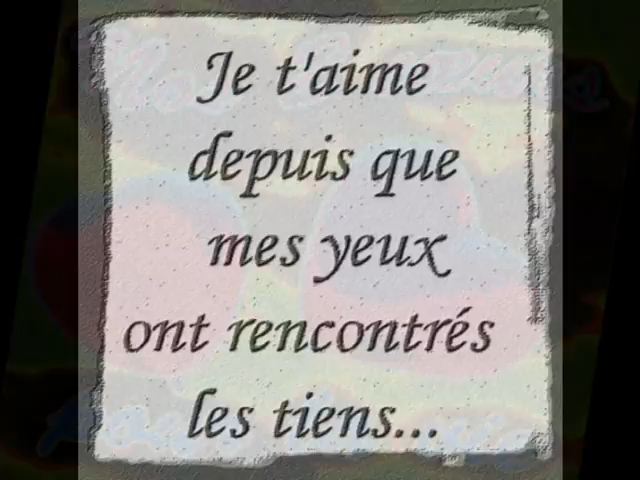 Je t'aime
depuis que
mes yeux
ont rencontrés
les tiens...